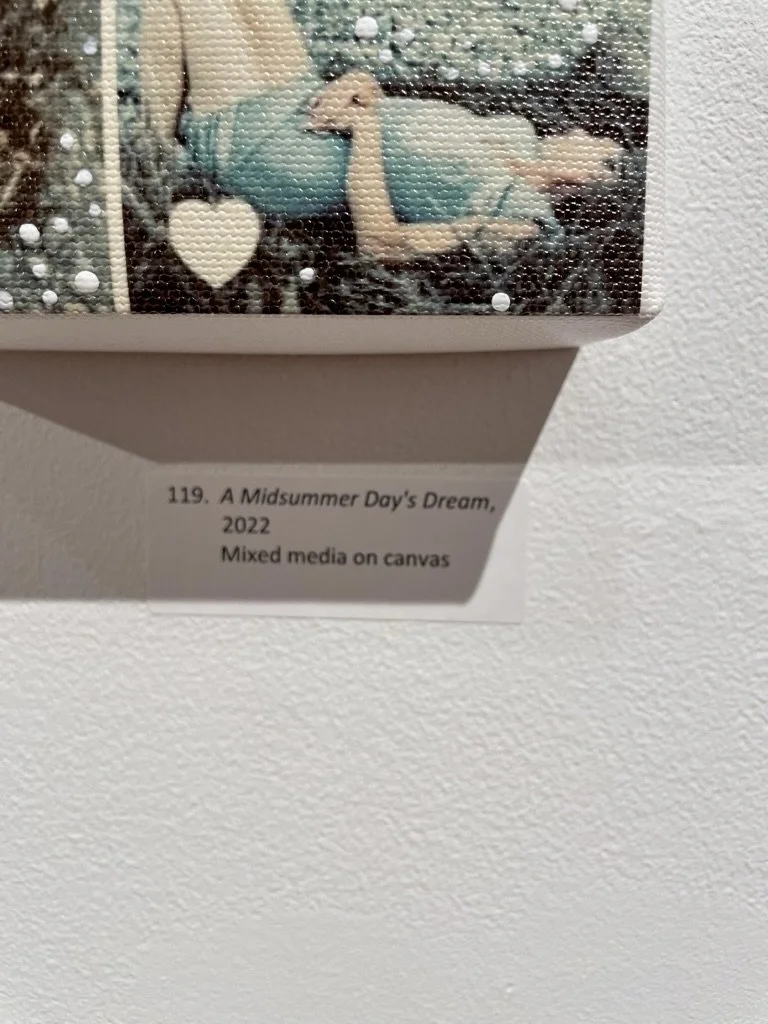 119. A Midsummer Day's Dream,
2022
Mixed media on canvas